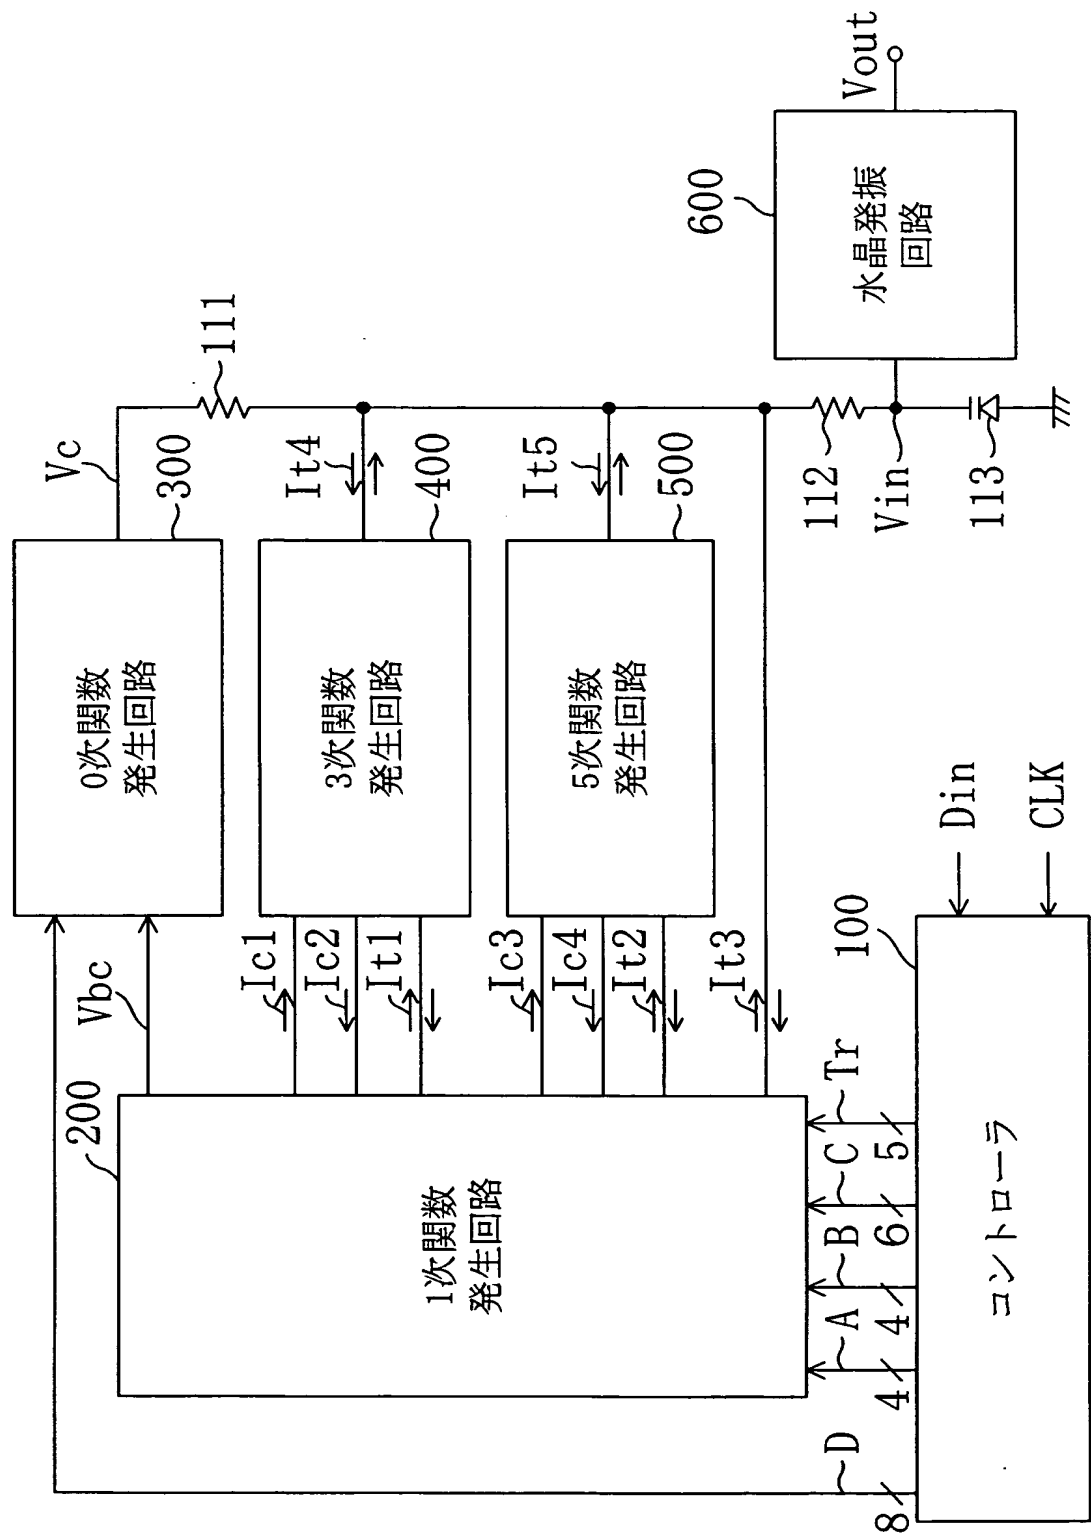 Vc
300
0次関数
発生回路
111
It4
400
3次関数
発生回路
It5
500
5次関数
発生回路
600
水晶発振
回路
Vout
112
Vin
113
Vbc
200
Ic1
Ic2
It1
Ic3
Ic4
It2
It3
1次関数
発生回路
D
8
A
4
B
4
C
6
Tr
5
100
コントローラ
Din
CLK